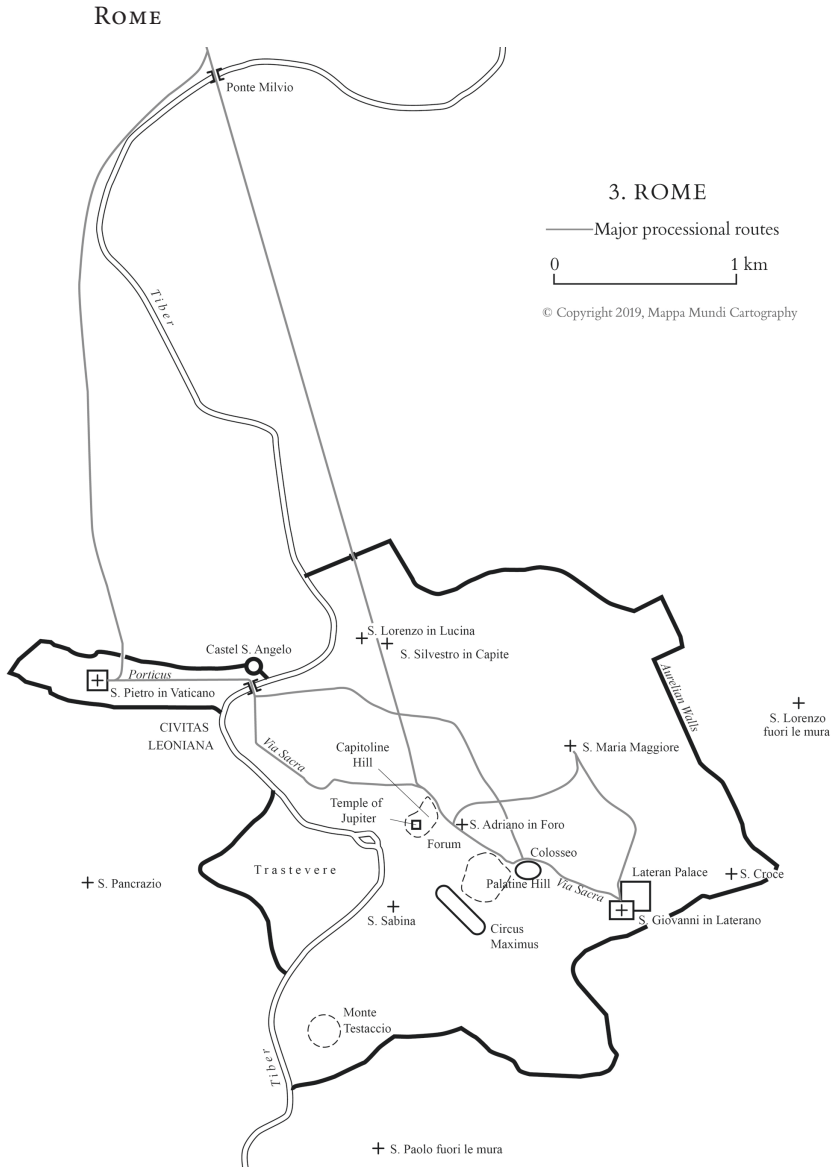 ROME
Ponte Milvio
3. ROME
Major processional routes
0 1 km
© Copyright 2019, Mappa Mundi Cartography
Tiber
S. Lorenzo in Lucina
Castel S. Angelo
S. Silvestro in Capite
Porticus
S. Pietro in Vaticano
Aurelian Walls
CIVITAS
LEONIANA
S. Lorenzo
fuori le mura
Via Sacra
Capitoline
Hill
S. Maria Maggiore
Temple of
Jupiter
S. Adriano in Foro
Forum
Colosseo
Trastevere
Palatine Hill
Via Sacra
Lateran Palace
S. Croce
S. Pancrazio
S. Sabina
S. Giovanni in Laterano
Circus
Maximus
Monte
Testaccio
Tiber
S. Paolo fuori le mura